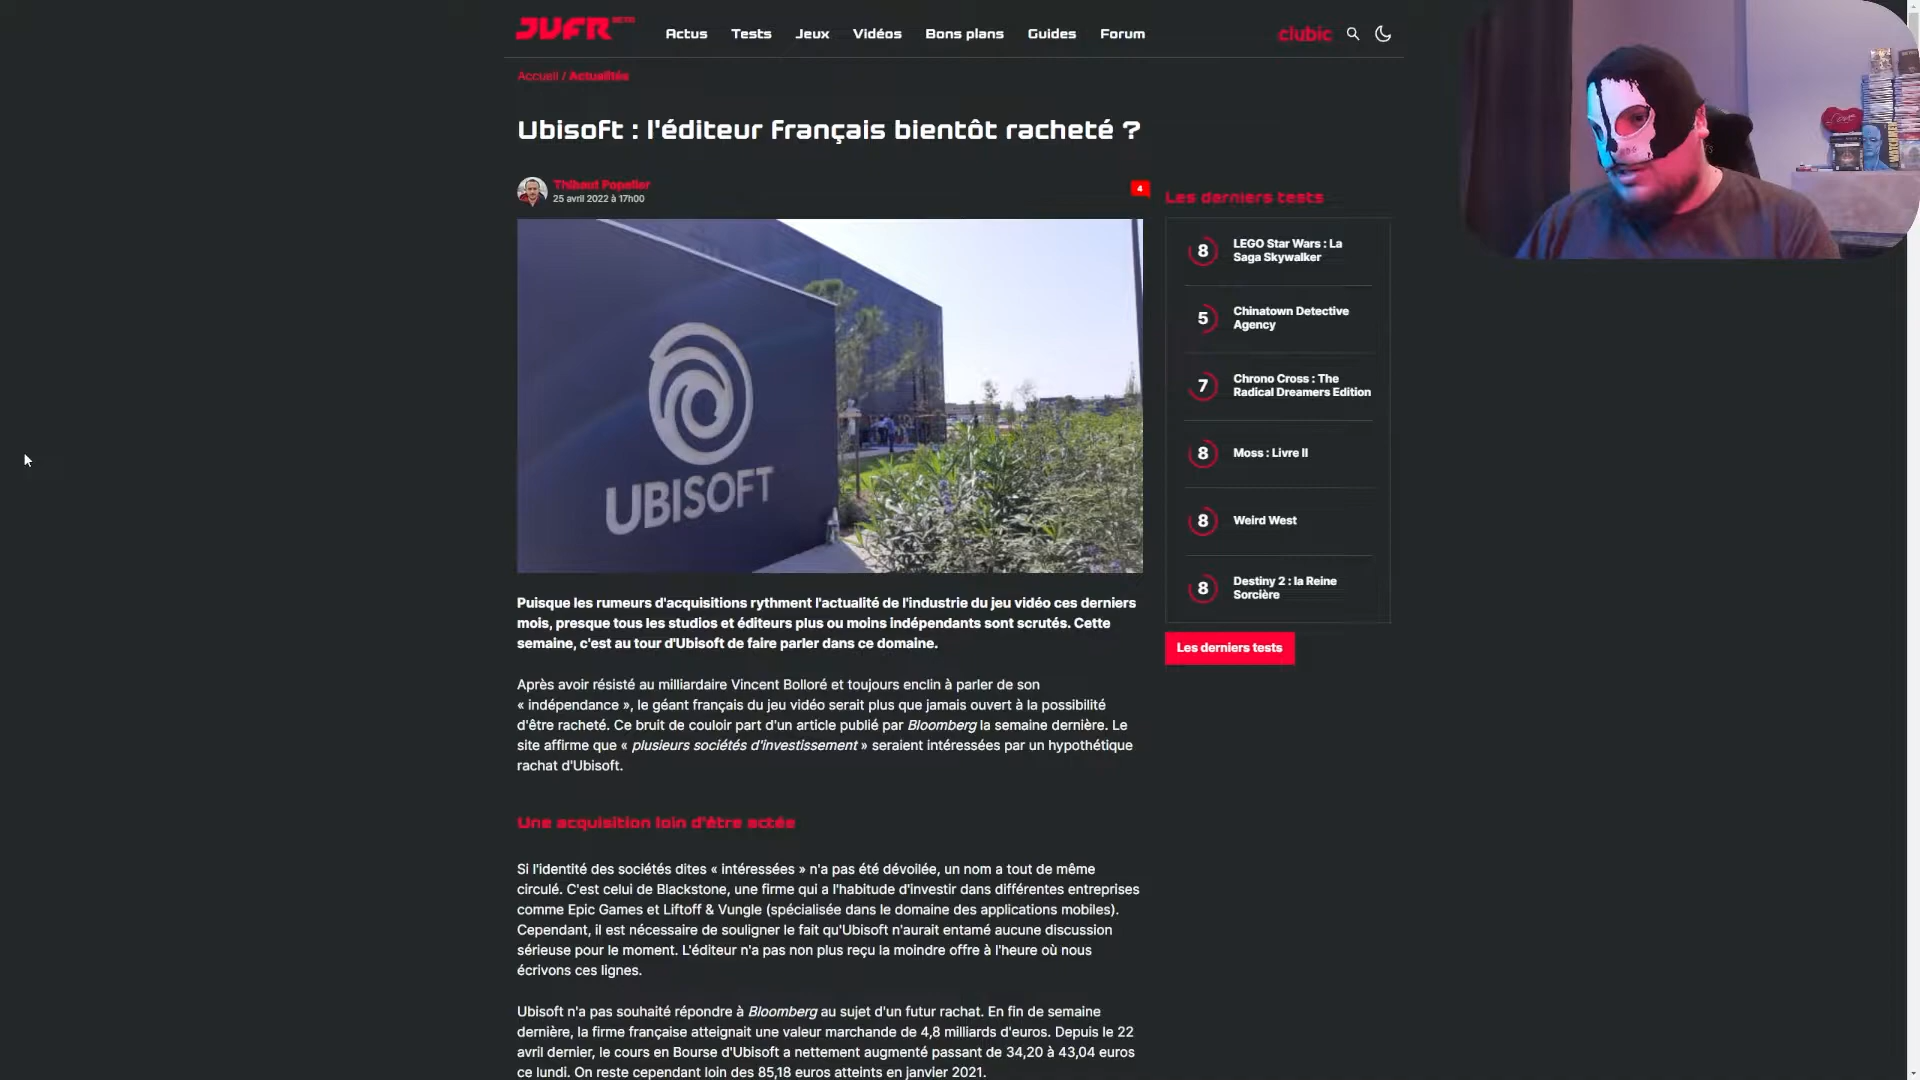 JVFR BETA
Actus Tests Jeux Vidéos Bons plans Guides Forum
clubic
Accueil / Actualités
Ubisoft : l'éditeur français bientôt racheté ?
Thibaut Popelier
25 avril 2022 à 17h00
4
UBISOFT
Puisque les rumeurs d'acquisitions rythment l'actualité de l'industrie du jeu vidéo ces derniers
mois, presque tous les studios et éditeurs plus ou moins indépendants sont scrutés. Cette
semaine, c'est au tour d'Ubisoft de faire parler dans ce domaine.
Après avoir résisté au milliardaire Vincent Bolloré et toujours enclin à parler de son
« indépendance », le géant français du jeu vidéo serait plus que jamais ouvert à la possibilité
d'être racheté. Ce bruit de couloir part d'un article publié par Bloomberg la semaine dernière. Le
site affirme que « plusieurs sociétés d'investissement » seraient intéressées par un hypothétique
rachat d'Ubisoft.
Une acquisition loin d'être actée
Si l'identité des sociétés dites « intéressées » n'a pas été dévoilée, un nom a tout de même
circulé. C'est celui de Blackstone, une firme qui a l'habitude d'investir dans différentes entreprises
comme Epic Games et Liftoff & Vungle (spécialisée dans le domaine des applications mobiles).
Cependant, il est nécessaire de souligner le fait qu'Ubisoft n'aurait entamé aucune discussion
sérieuse pour le moment. L'éditeur n'a pas non plus reçu la moindre offre à l'heure où nous
écrivons ces lignes.
Ubisoft n'a pas souhaité répondre à Bloomberg au sujet d'un futur rachat. En fin de semaine
dernière, la firme française atteignait une valeur marchande de 4,8 milliards d'euros. Depuis le 22
avril dernier, le cours en Bourse d'Ubisoft a nettement augmenté passant de 34,20 à 43,04 euros
ce lundi. On reste cependant loin des 85,18 euros atteints en janvier 2021.
Les derniers tests
8 LEGO Star Wars : La
Saga Skywalker
5 Chinatown Detective
Agency
7 Chrono Cross : The
Radical Dreamers Edition
8 Moss : Livre II
8 Weird West
8 Destiny 2 : la Reine
Sorcière
Les derniers tests
WATCHMEN